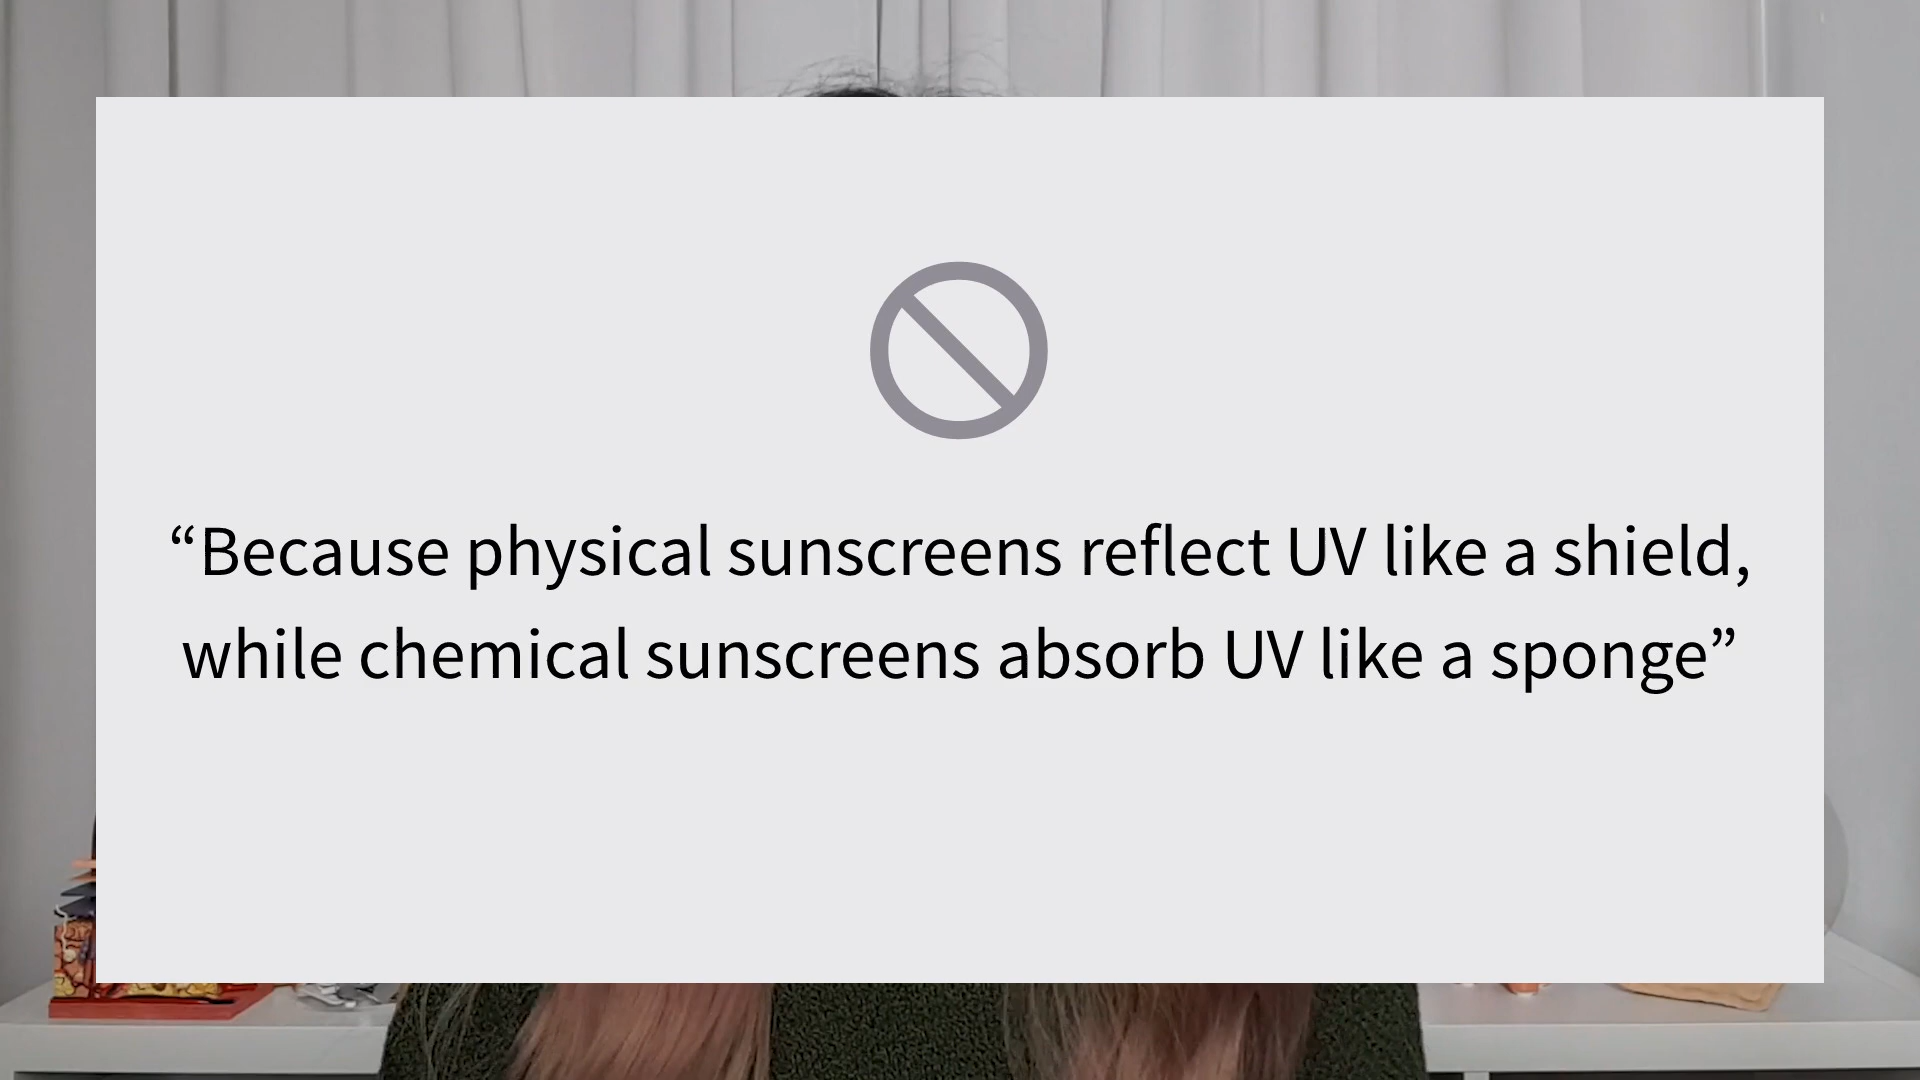 “Because physical sunscreens reflect UV like a shield,
while chemical sunscreens absorb UV like a sponge”